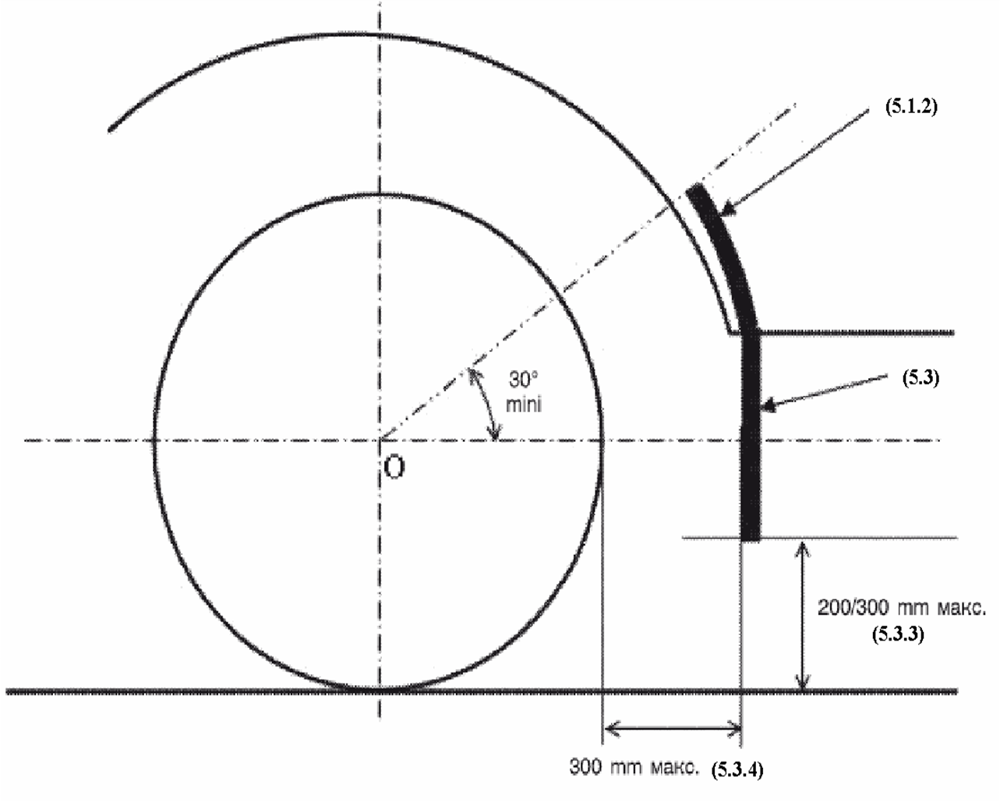 (5.1.2)
(5.3)
30°
mini
O
200/300 mm макс.
(5.3.3)
300 mm макс. (5.3.4)